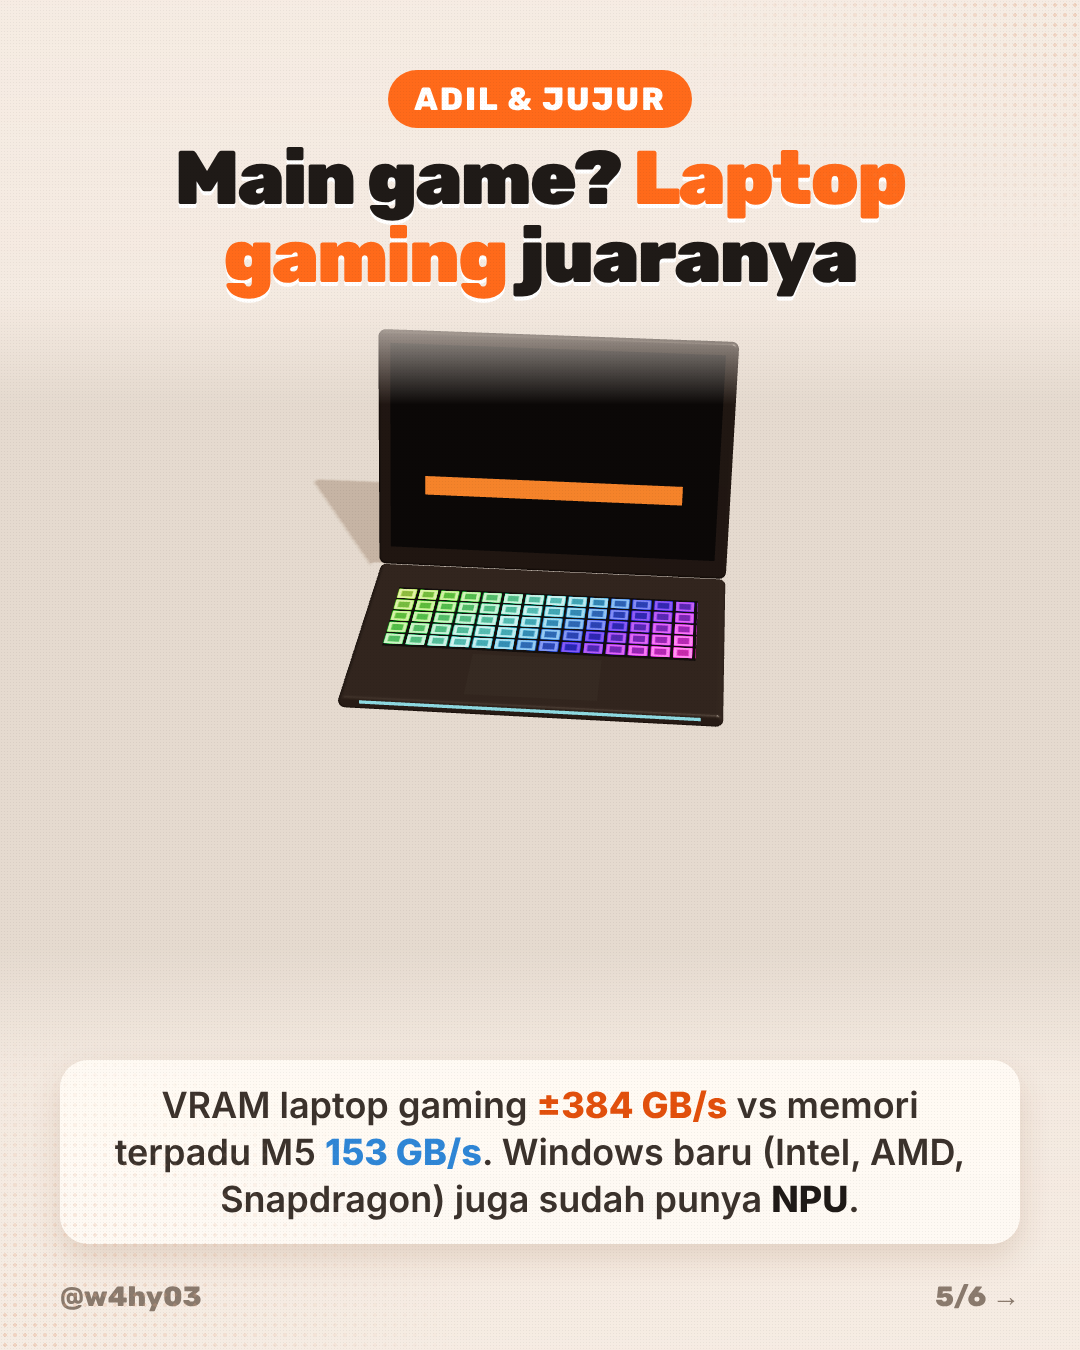 ADIL & JUJUR
Main game? Laptop
gaming juaranya
VRAM laptop gaming ±384 GB/s vs memori
terpadu M5 153 GB/s. Windows baru (Intel, AMD,
Snapdragon) juga sudah punya NPU.
@w4hy03
5/6 →